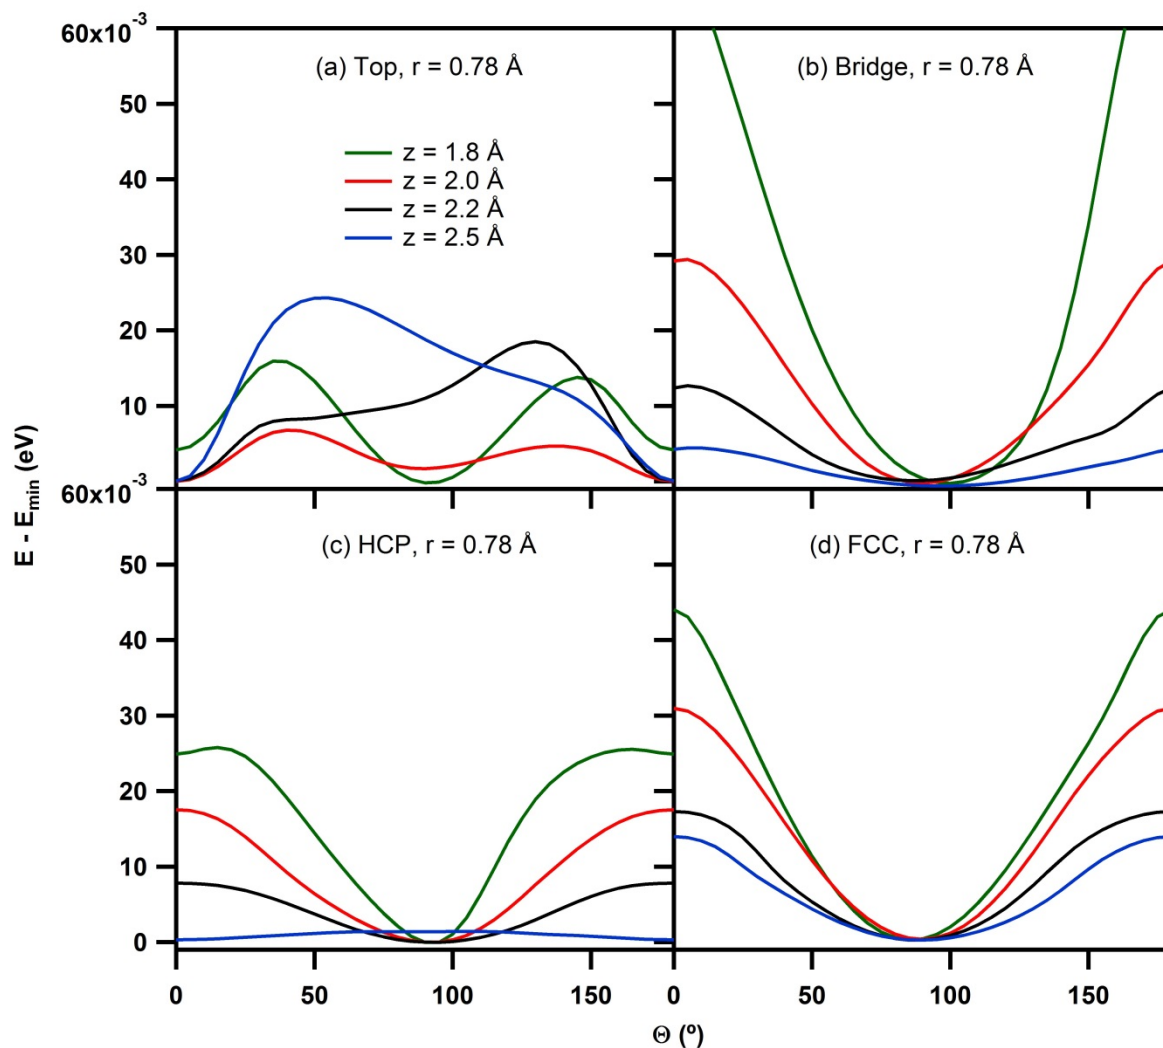 60x10⁻³
(a) Top, r = 0.78 Å
(b) Bridge, r = 0.78 Å
50
z = 1.8 Å
40
z = 2.0 Å
z = 2.2 Å
30
z = 2.5 Å
20
10
E - Emin (eV)
60x10⁻³
(c) HCP, r = 0.78 Å
(d) FCC, r = 0.78 Å
50
40
30
20
10
0
0
50
100
150
0
50
100
150
Θ (º)